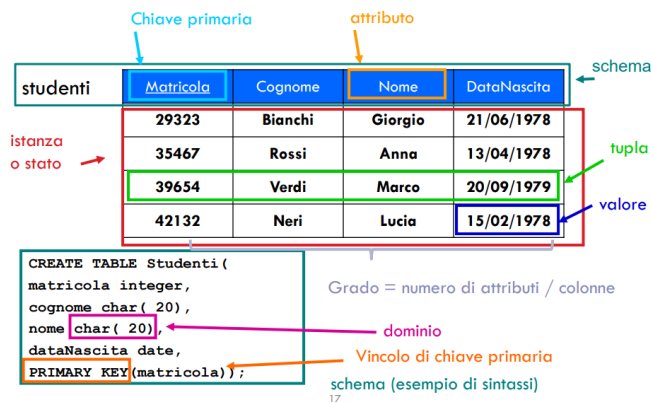 Chiave primaria
attributo
schema
studenti
Matricola Cognome Nome DataNascita
29323 Bianchi Giorgio 21/06/1978
istanza
o stato
35467 Rossi Anna 13/04/1978
tupla
39654 Verdi Marco 20/09/1979
valore
42132 Neri Lucia 15/02/1978
CREATE TABLE Studenti(
matricola integer,
cognome char( 20),
nome char( 20),
dataNascita date,
PRIMARY KEY(matricola));
Grado = numero di attributi / colonne
dominio
Vincolo di chiave primaria
schema (esempio di sintassi)
17